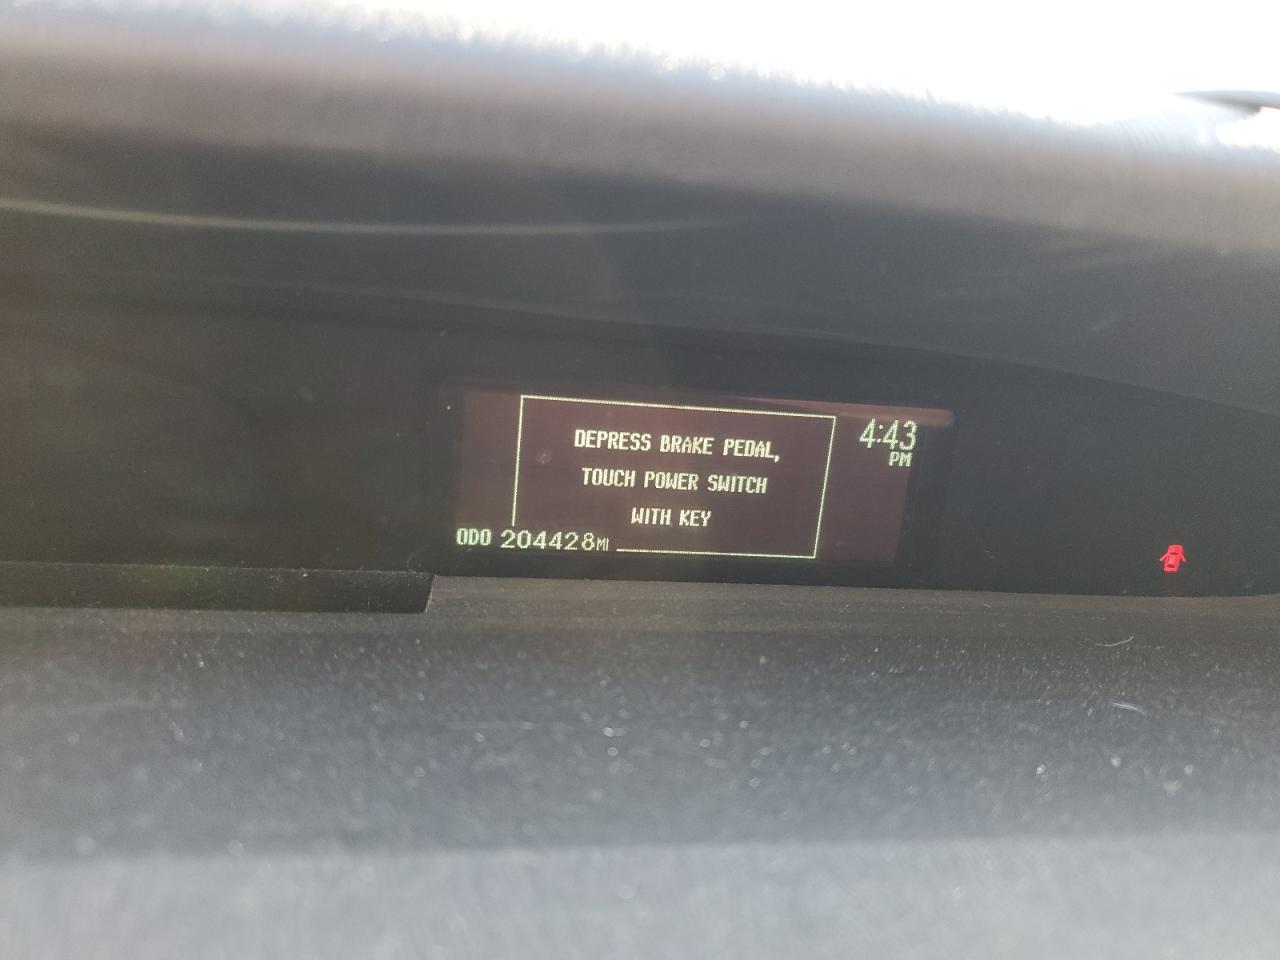 DEPRESS BRAKE PEDAL,
TOUCH POWER SWITCH
WITH KEY
4:43
PM
ODO 204428MI